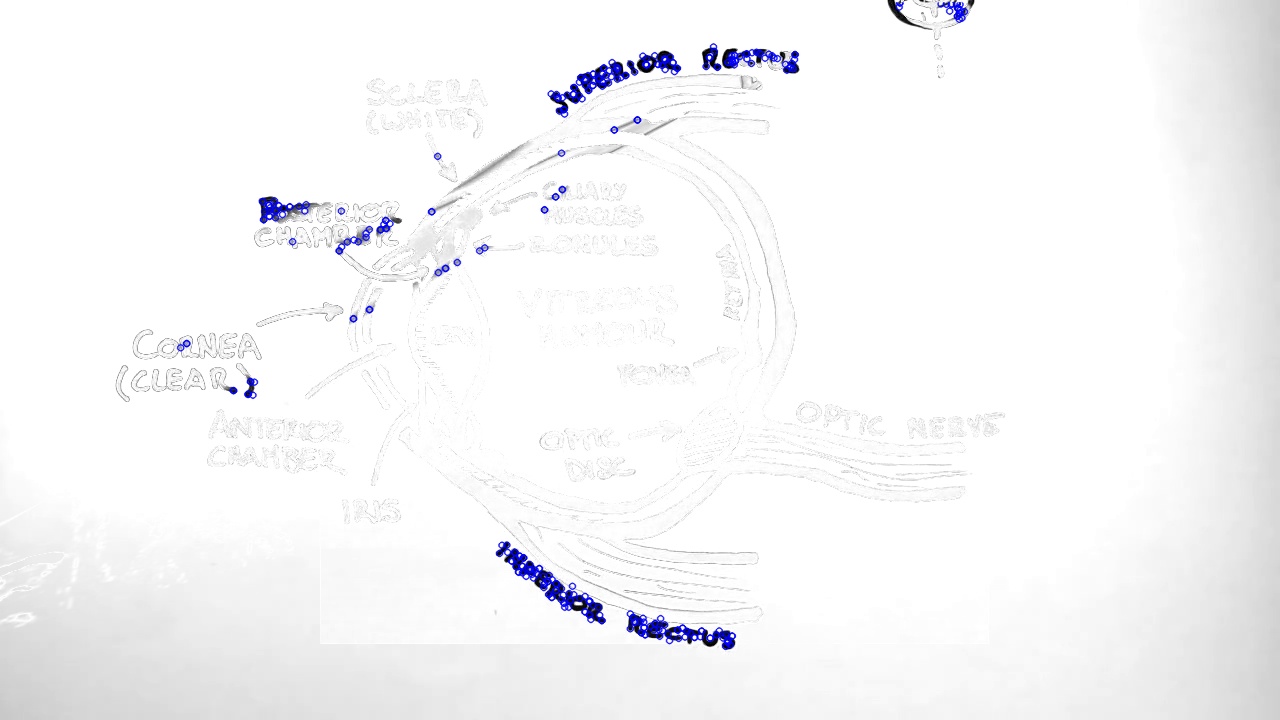 SUPERIOR RECTUS
SCLERA
(WHITE)
CILIARY
MUSCLES
POSTERIOR
CHAMBER
ZONULES
RETINA
VITREOUS
HUMOUR
LENS
CORNEA
(CLEAR)
ANTERIOR
CHAMBER
OPTIC NERVE
OPTIC
DISC
IRIS
INFERIOR RECTUS